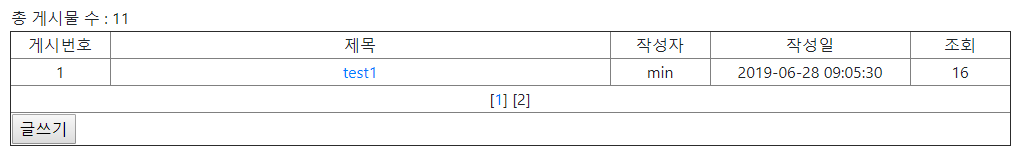 총 게시물 수 : 11
게시번호 제목 작성자 작성일 조회
1 test1 min 2019-06-28 09:05:30 16
[1] [2]
글쓰기